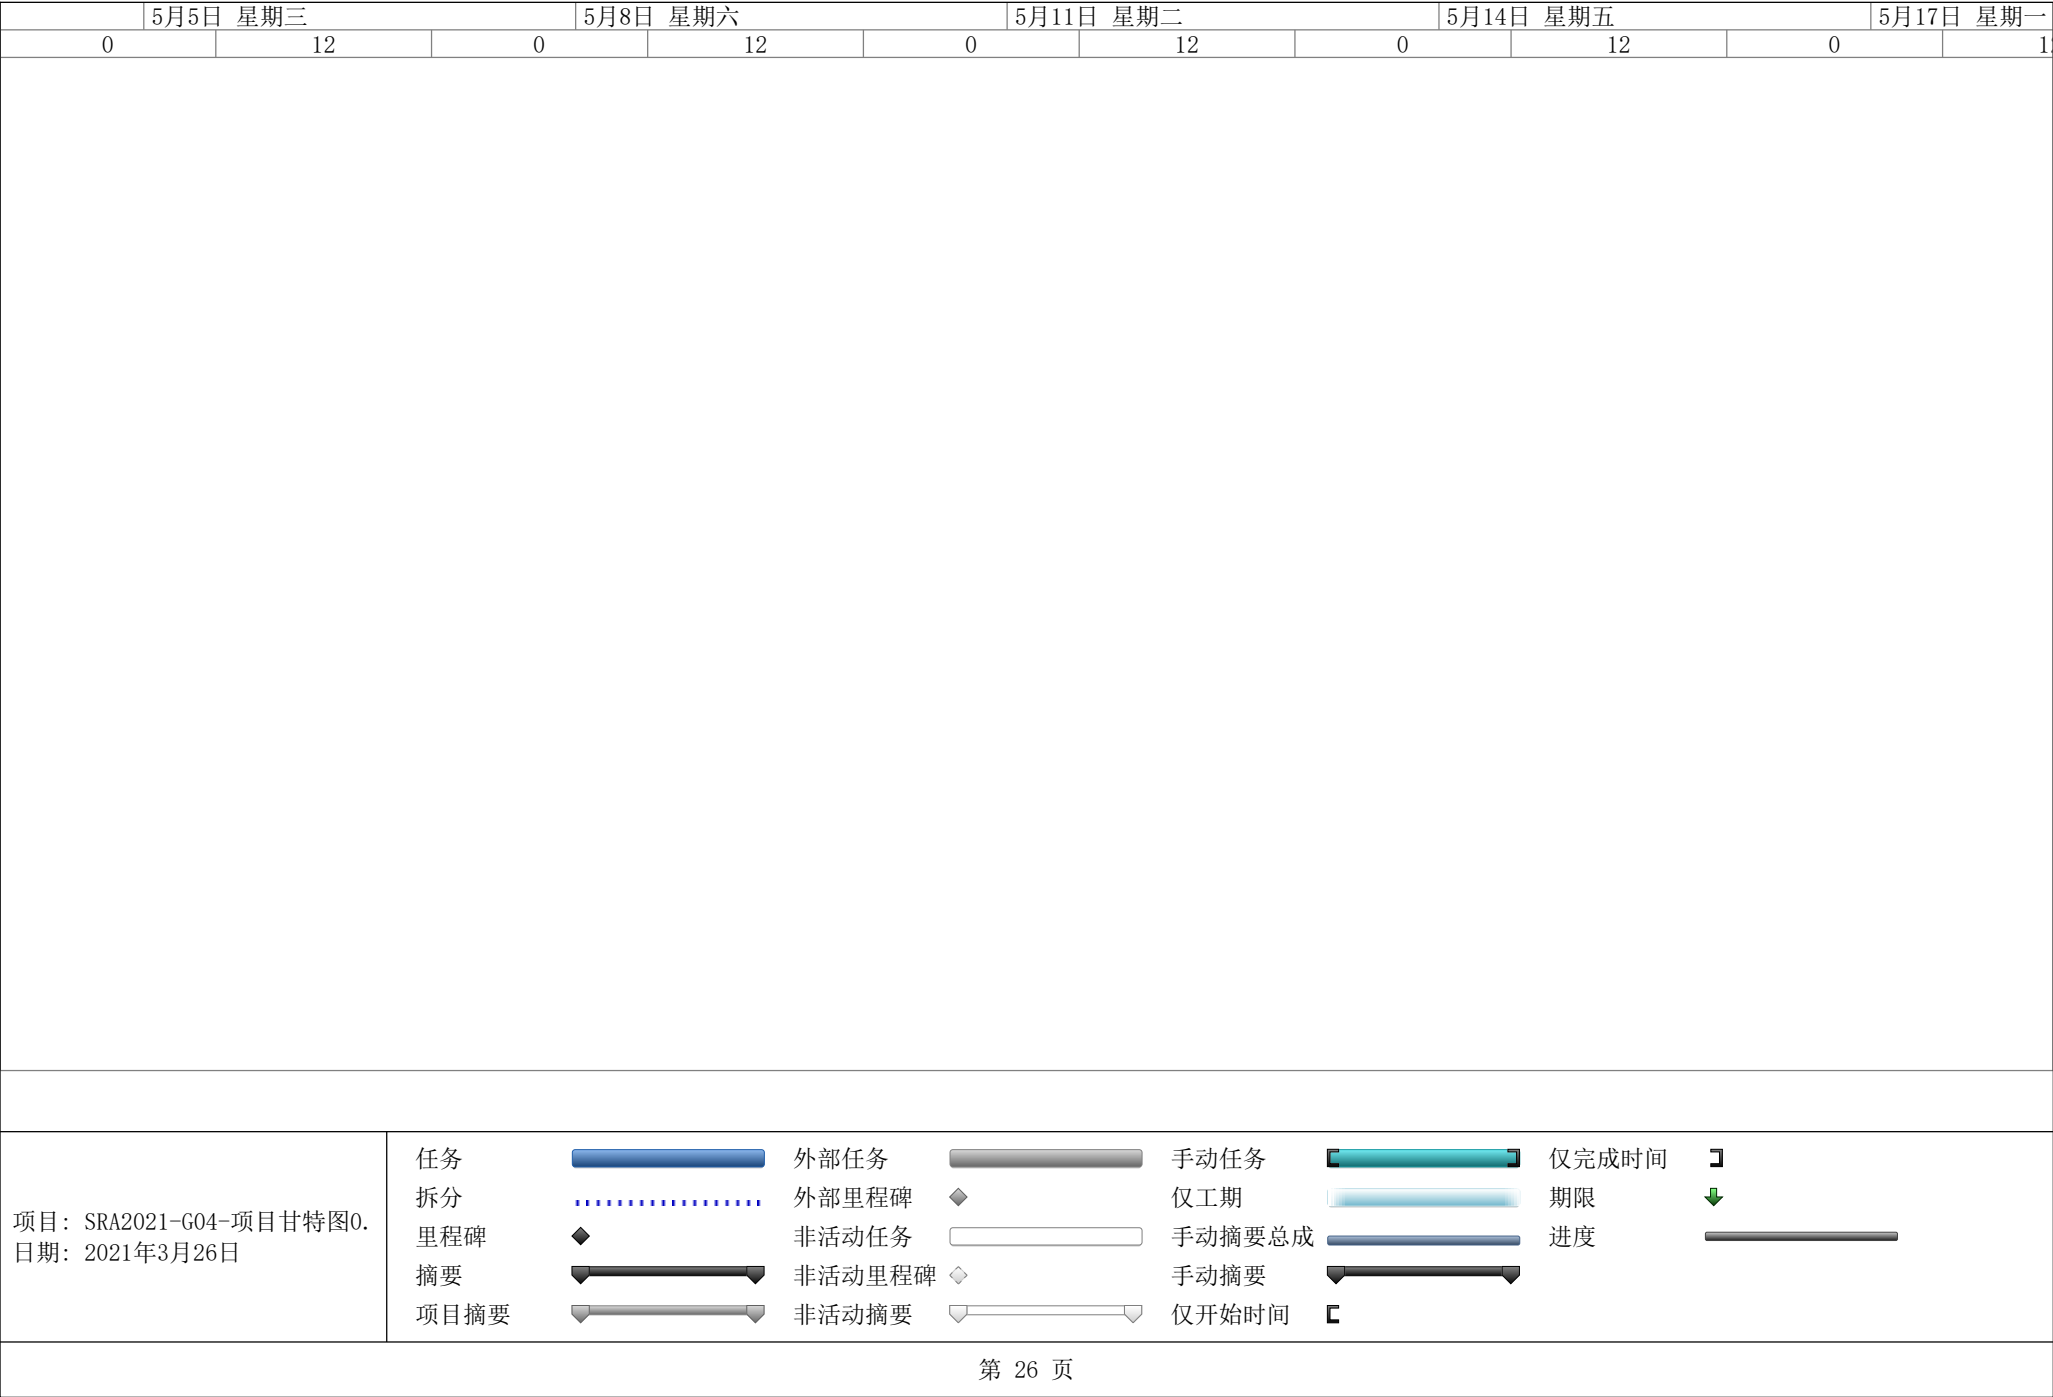 5月5日 星期三 5月8日 星期六 5月11日 星期二 5月14日 星期五 5月17日 星期一
0 12 0 12 0 12 0 12 0 1
任务 外部任务 手动任务 仅完成时间
拆分 外部里程碑 仅工期 期限
里程碑 非活动任务 手动摘要总成 进度
摘要 非活动里程碑 手动摘要
项目摘要 非活动摘要 仅开始时间
项目: SRA2021-G04-项目甘特图0.
日期: 2021年3月26日
第 26 页